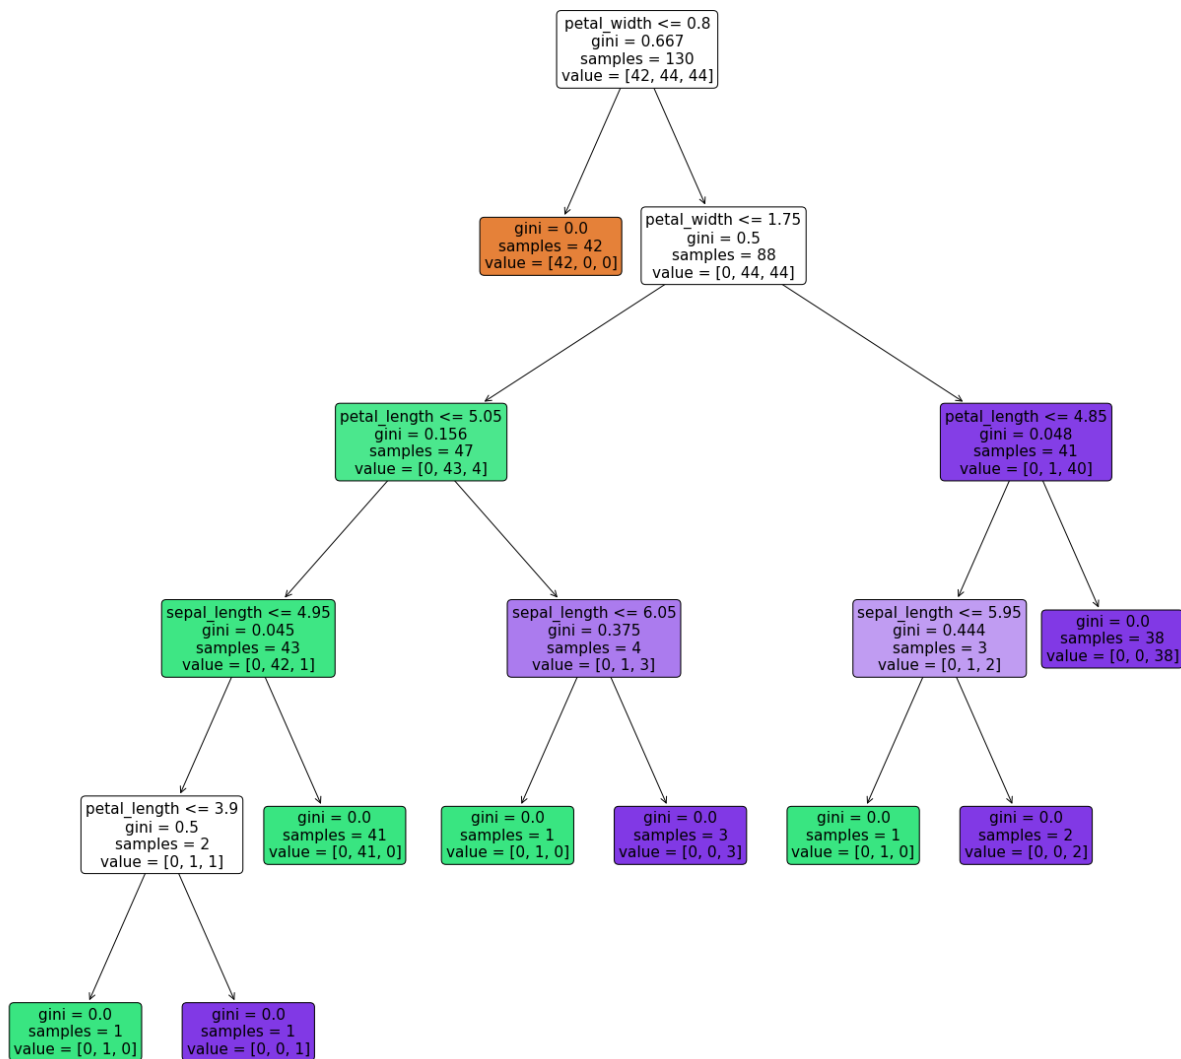 petal_width <= 0.8
gini = 0.667
samples = 130
value = [42, 44, 44]
gini = 0.0
samples = 42
value = [42, 0, 0]
petal_width <= 1.75
gini = 0.5
samples = 88
value = [0, 44, 44]
petal_length <= 5.05
gini = 0.156
samples = 47
value = [0, 43, 4]
petal_length <= 4.85
gini = 0.048
samples = 41
value = [0, 1, 40]
sepal_length <= 4.95
gini = 0.045
samples = 43
value = [0, 42, 1]
sepal_length <= 6.05
gini = 0.375
samples = 4
value = [0, 1, 3]
sepal_length <= 5.95
gini = 0.444
samples = 3
value = [0, 1, 2]
gini = 0.0
samples = 38
value = [0, 0, 38]
petal_length <= 3.9
gini = 0.5
samples = 2
value = [0, 1, 1]
gini = 0.0
samples = 41
value = [0, 41, 0]
gini = 0.0
samples = 1
value = [0, 1, 0]
gini = 0.0
samples = 3
value = [0, 0, 3]
gini = 0.0
samples = 1
value = [0, 1, 0]
gini = 0.0
samples = 2
value = [0, 0, 2]
gini = 0.0
samples = 1
value = [0, 1, 0]
gini = 0.0
samples = 1
value = [0, 0, 1]